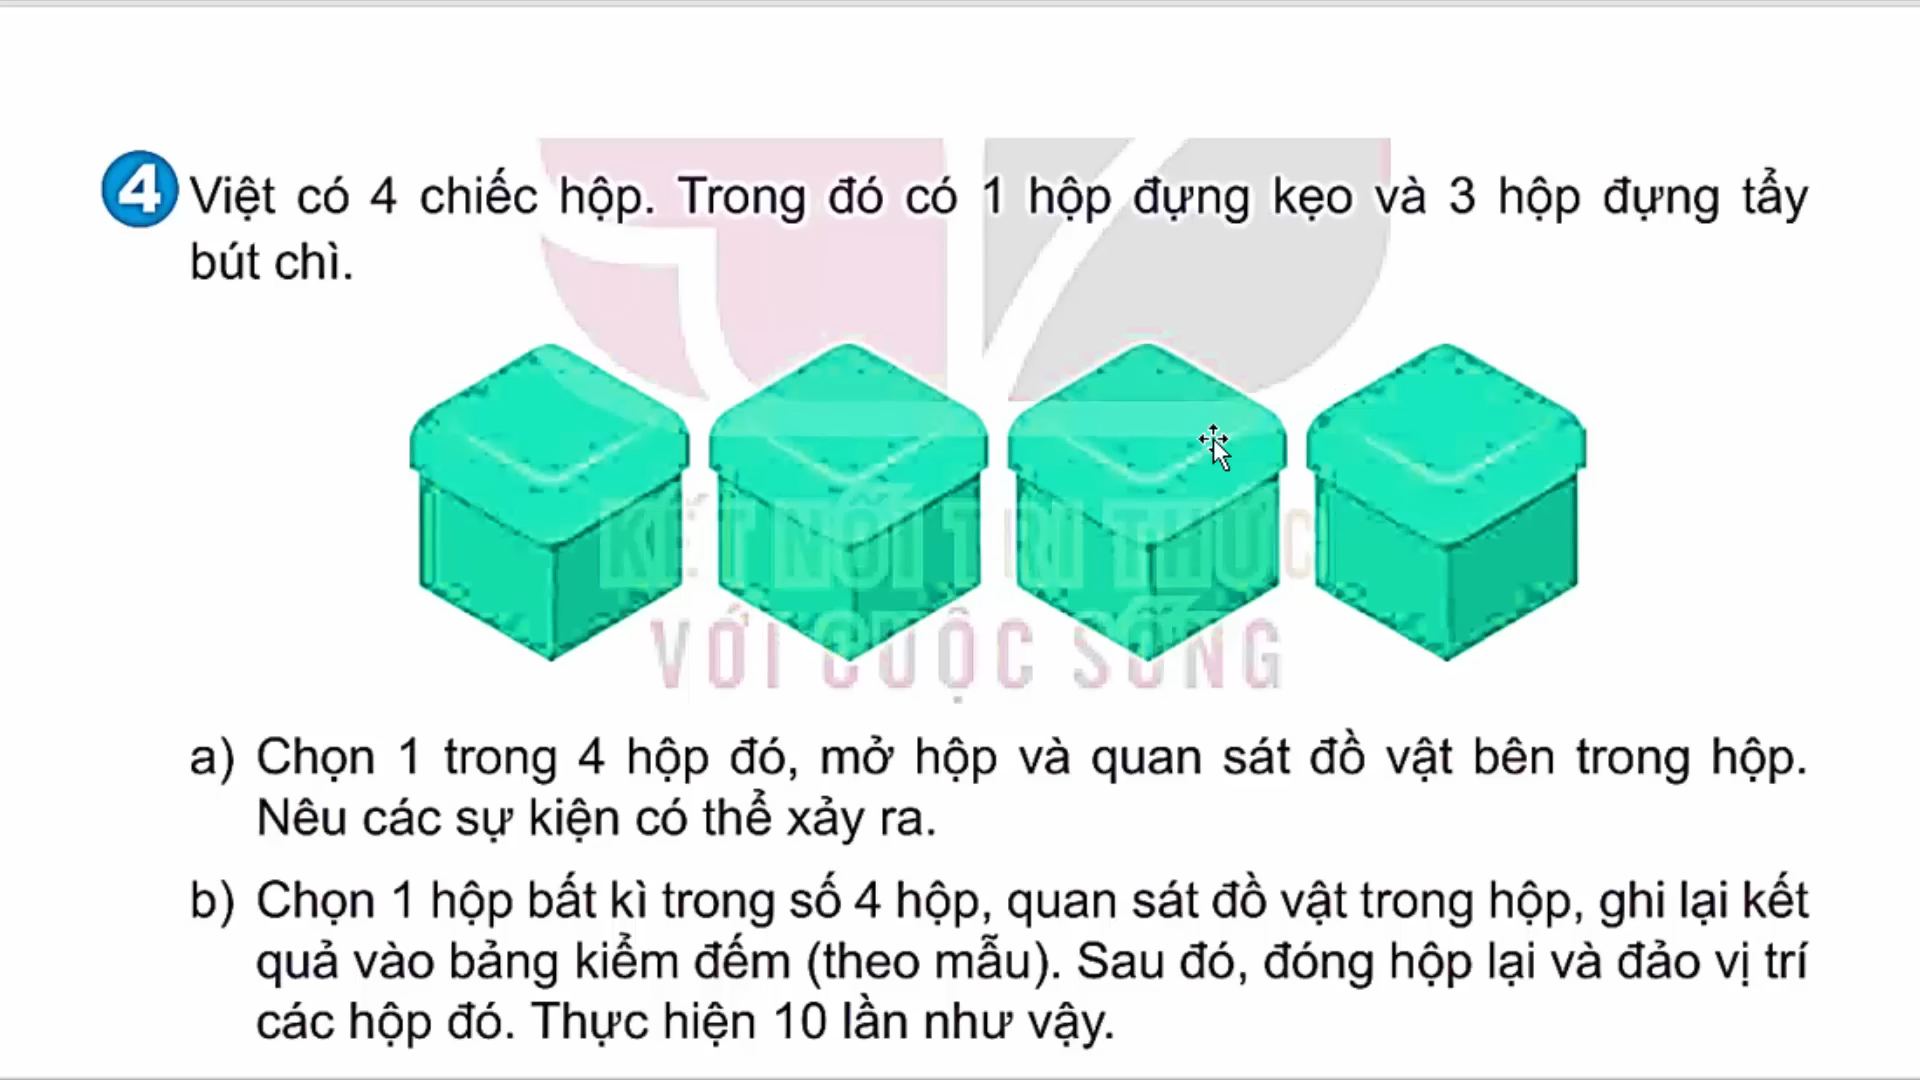 4 Việt có 4 chiếc hộp. Trong đó có 1 hộp đựng kẹo và 3 hộp đựng tẩy
bút chì.
KẾT NỐI TRI THỨC
VỚI CUỘC SỐNG
a) Chọn 1 trong 4 hộp đó, mở hộp và quan sát đồ vật bên trong hộp.
Nêu các sự kiện có thể xảy ra.
b) Chọn 1 hộp bất kì trong số 4 hộp, quan sát đồ vật trong hộp, ghi lại kết
quả vào bảng kiểm đếm (theo mẫu). Sau đó, đóng hộp lại và đảo vị trí
các hộp đó. Thực hiện 10 lần như vậy.